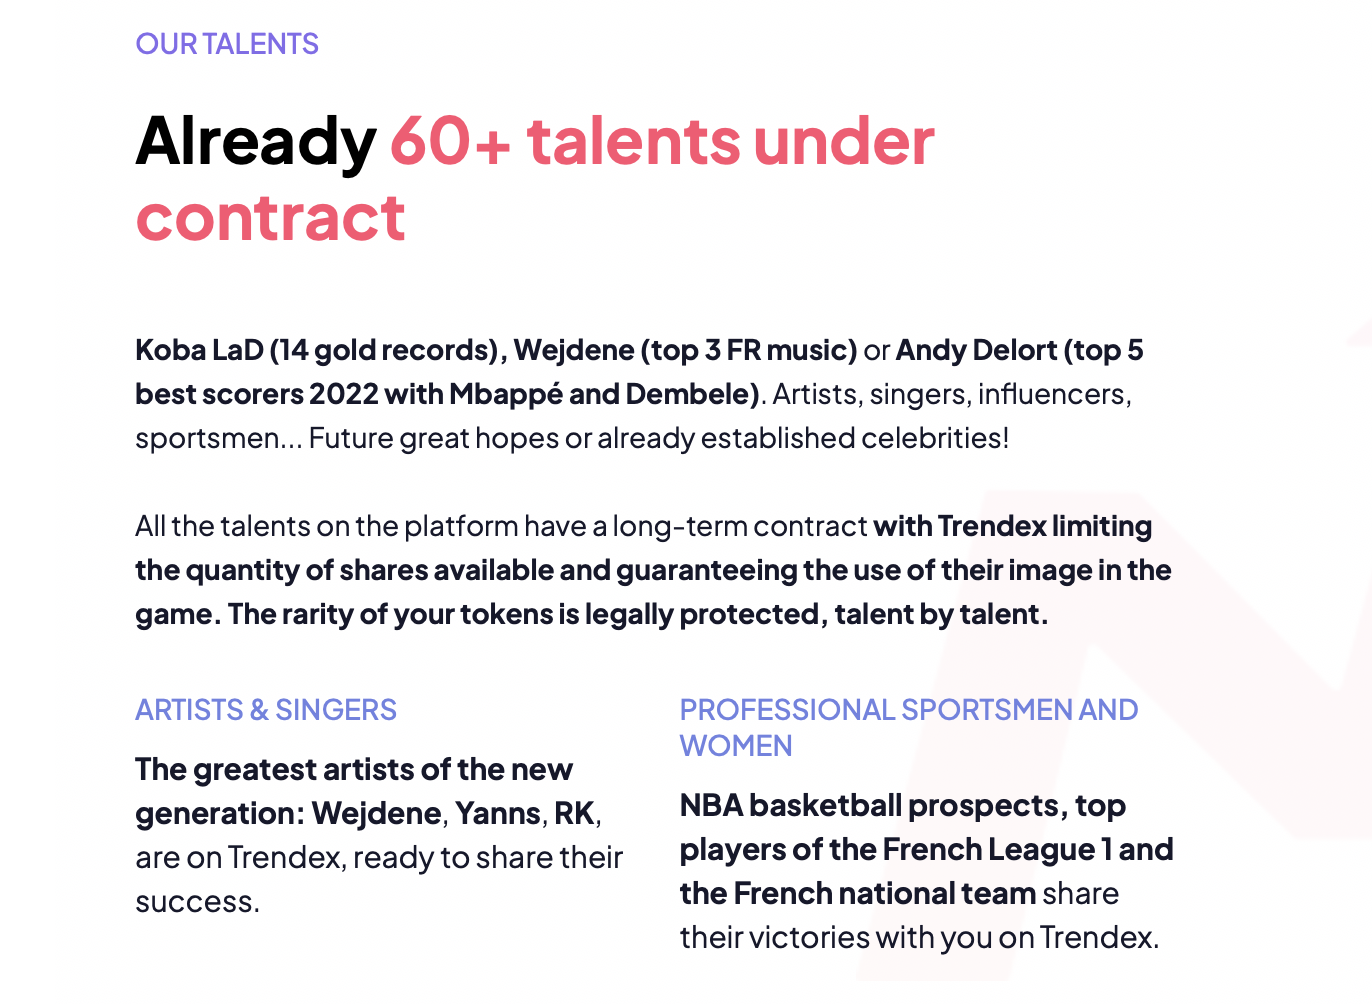 OUR TALENTS
Already 60+ talents under
contract
Koba LaD (14 gold records), Wejdene (top 3 FR music) or Andy Delort (top 5
best scorers 2022 with Mbappé and Dembele). Artists, singers, influencers,
sportsmen... Future great hopes or already established celebrities!
All the talents on the platform have a long-term contract with Trendex limiting
the quantity of shares available and guaranteeing the use of their image in the
game. The rarity of your tokens is legally protected, talent by talent.
ARTISTS & SINGERS
The greatest artists of the new
generation: Wejdene, Yanns, RK,
are on Trendex, ready to share their
success.
PROFESSIONAL SPORTSMEN AND
WOMEN
NBA basketball prospects, top
players of the French League 1 and
the French national team share
their victories with you on Trendex.